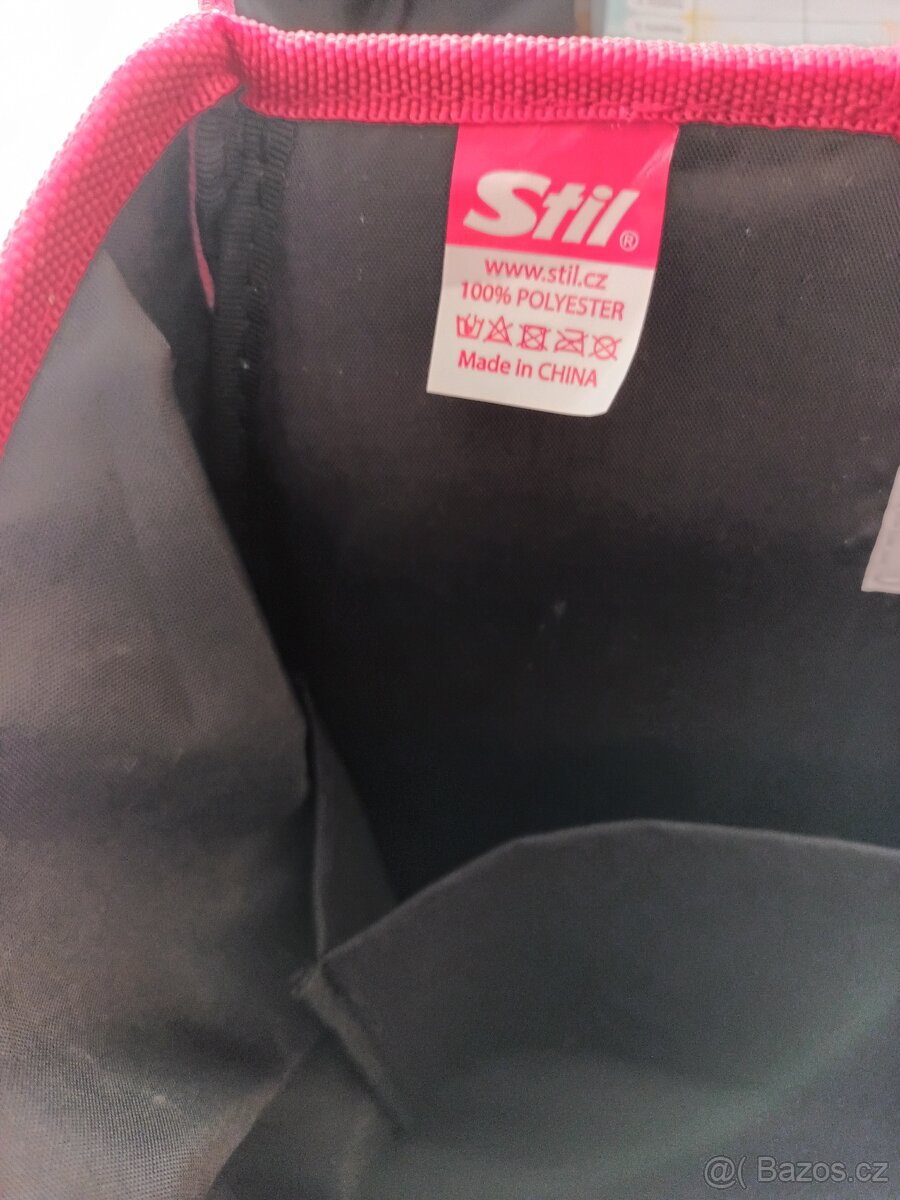 Stil®
www.stil.cz
100% POLYESTER
Made in CHINA
@( Bazos.cz